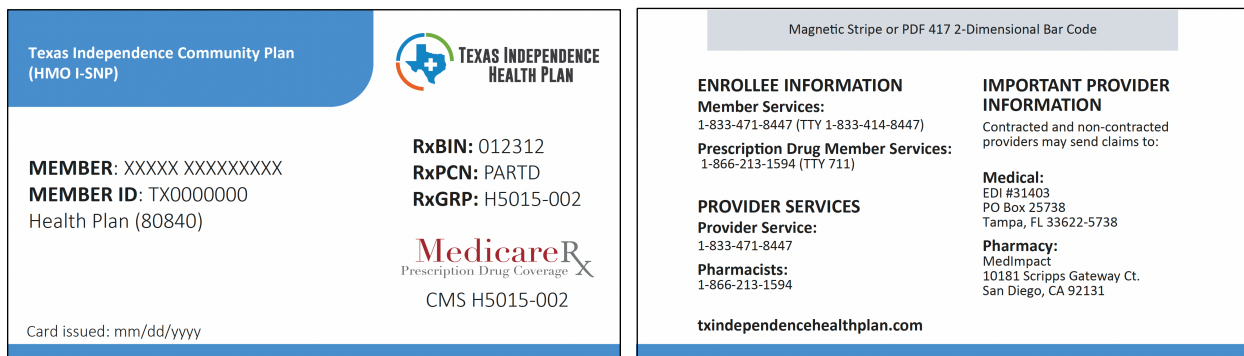 Texas Independence Community Plan
(HMO I-SNP)
TEXAS INDEPENDENCE
HEALTH PLAN
MEMBER: XXXXX XXXXXXXXX
MEMBER ID: TX0000000
Health Plan (80840)
RxBIN: 012312
RxPCN: PARTD
RxGRP: H5015-002
MedicareRx
Prescription Drug Coverage
CMS H5015-002
Card issued: mm/dd/yyyy
Magnetic Stripe or PDF 417 2-Dimensional Bar Code
ENROLLEE INFORMATION
Member Services:
1-833-471-8447 (TTY 1-833-414-8447)
Prescription Drug Member Services:
1-866-213-1594 (TTY 711)
PROVIDER SERVICES
Provider Service:
1-833-471-8447
Pharmacists:
1-866-213-1594
txindependencehealthplan.com
IMPORTANT PROVIDER
INFORMATION
Contracted and non-contracted
providers may send claims to:
Medical:
EDI #31403
PO Box 25738
Tampa, FL 33622-5738
Pharmacy:
MedImpact
10181 Scripps Gateway Ct.
San Diego, CA 92131